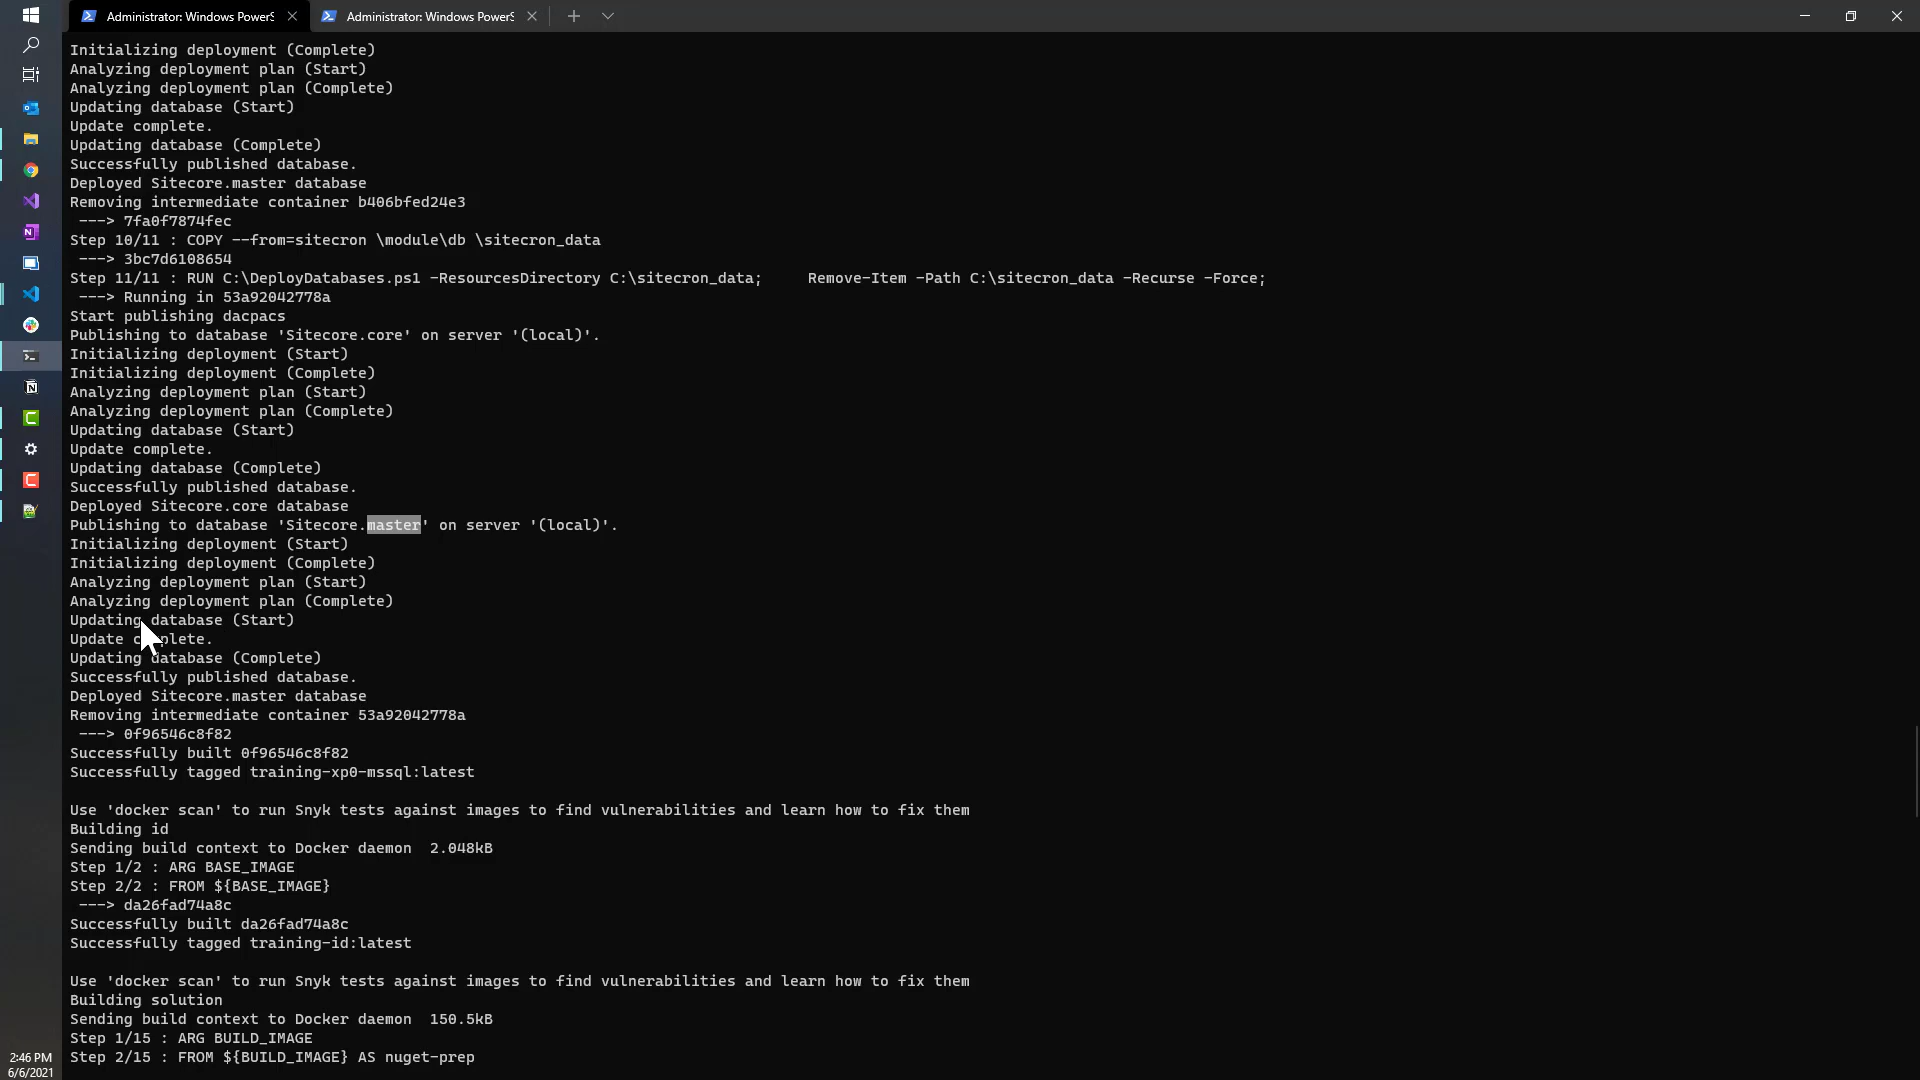 Administrator: Windows PowerS
Administrator: Windows PowerS
Initializing deployment (Complete)
Analyzing deployment plan (Start)
Analyzing deployment plan (Complete)
Updating database (Start)
Update complete.
Updating database (Complete)
Successfully published database.
Deployed Sitecore.master database
Removing intermediate container b406bfed24e3
---> 7fa0f7874fec
Step 10/11 : COPY --from=sitecron \module\db \sitecron_data
---> 3bc7d6108654
Step 11/11 : RUN C:\DeployDatabases.ps1 -ResourcesDirectory C:\sitecron_data;     Remove-Item -Path C:\sitecron_data -Recurse -Force;
---> Running in 53a92042778a
Start publishing dacpacs
Publishing to database 'Sitecore.core' on server '(local)'.
Initializing deployment (Start)
Initializing deployment (Complete)
Analyzing deployment plan (Start)
Analyzing deployment plan (Complete)
Updating database (Start)
Update complete.
Updating database (Complete)
Successfully published database.
Deployed Sitecore.core database
Publishing to database 'Sitecore.master' on server '(local)'.
Initializing deployment (Start)
Initializing deployment (Complete)
Analyzing deployment plan (Start)
Analyzing deployment plan (Complete)
Updating database (Start)
Update complete.
Updating database (Complete)
Successfully published database.
Deployed Sitecore.master database
Removing intermediate container 53a92042778a
---> 0f96546c8f82
Successfully built 0f96546c8f82
Successfully tagged training-xp0-mssql:latest
Use 'docker scan' to run Snyk tests against images to find vulnerabilities and learn how to fix them
Building id
Sending build context to Docker daemon  2.048kB
Step 1/2 : ARG BASE_IMAGE
Step 2/2 : FROM ${BASE_IMAGE}
---> da26fad74a8c
Successfully built da26fad74a8c
Successfully tagged training-id:latest
Use 'docker scan' to run Snyk tests against images to find vulnerabilities and learn how to fix them
Building solution
Sending build context to Docker daemon  150.5kB
Step 1/15 : ARG BUILD_IMAGE
Step 2/15 : FROM ${BUILD_IMAGE} AS nuget-prep
2:46 PM
6/6/2021